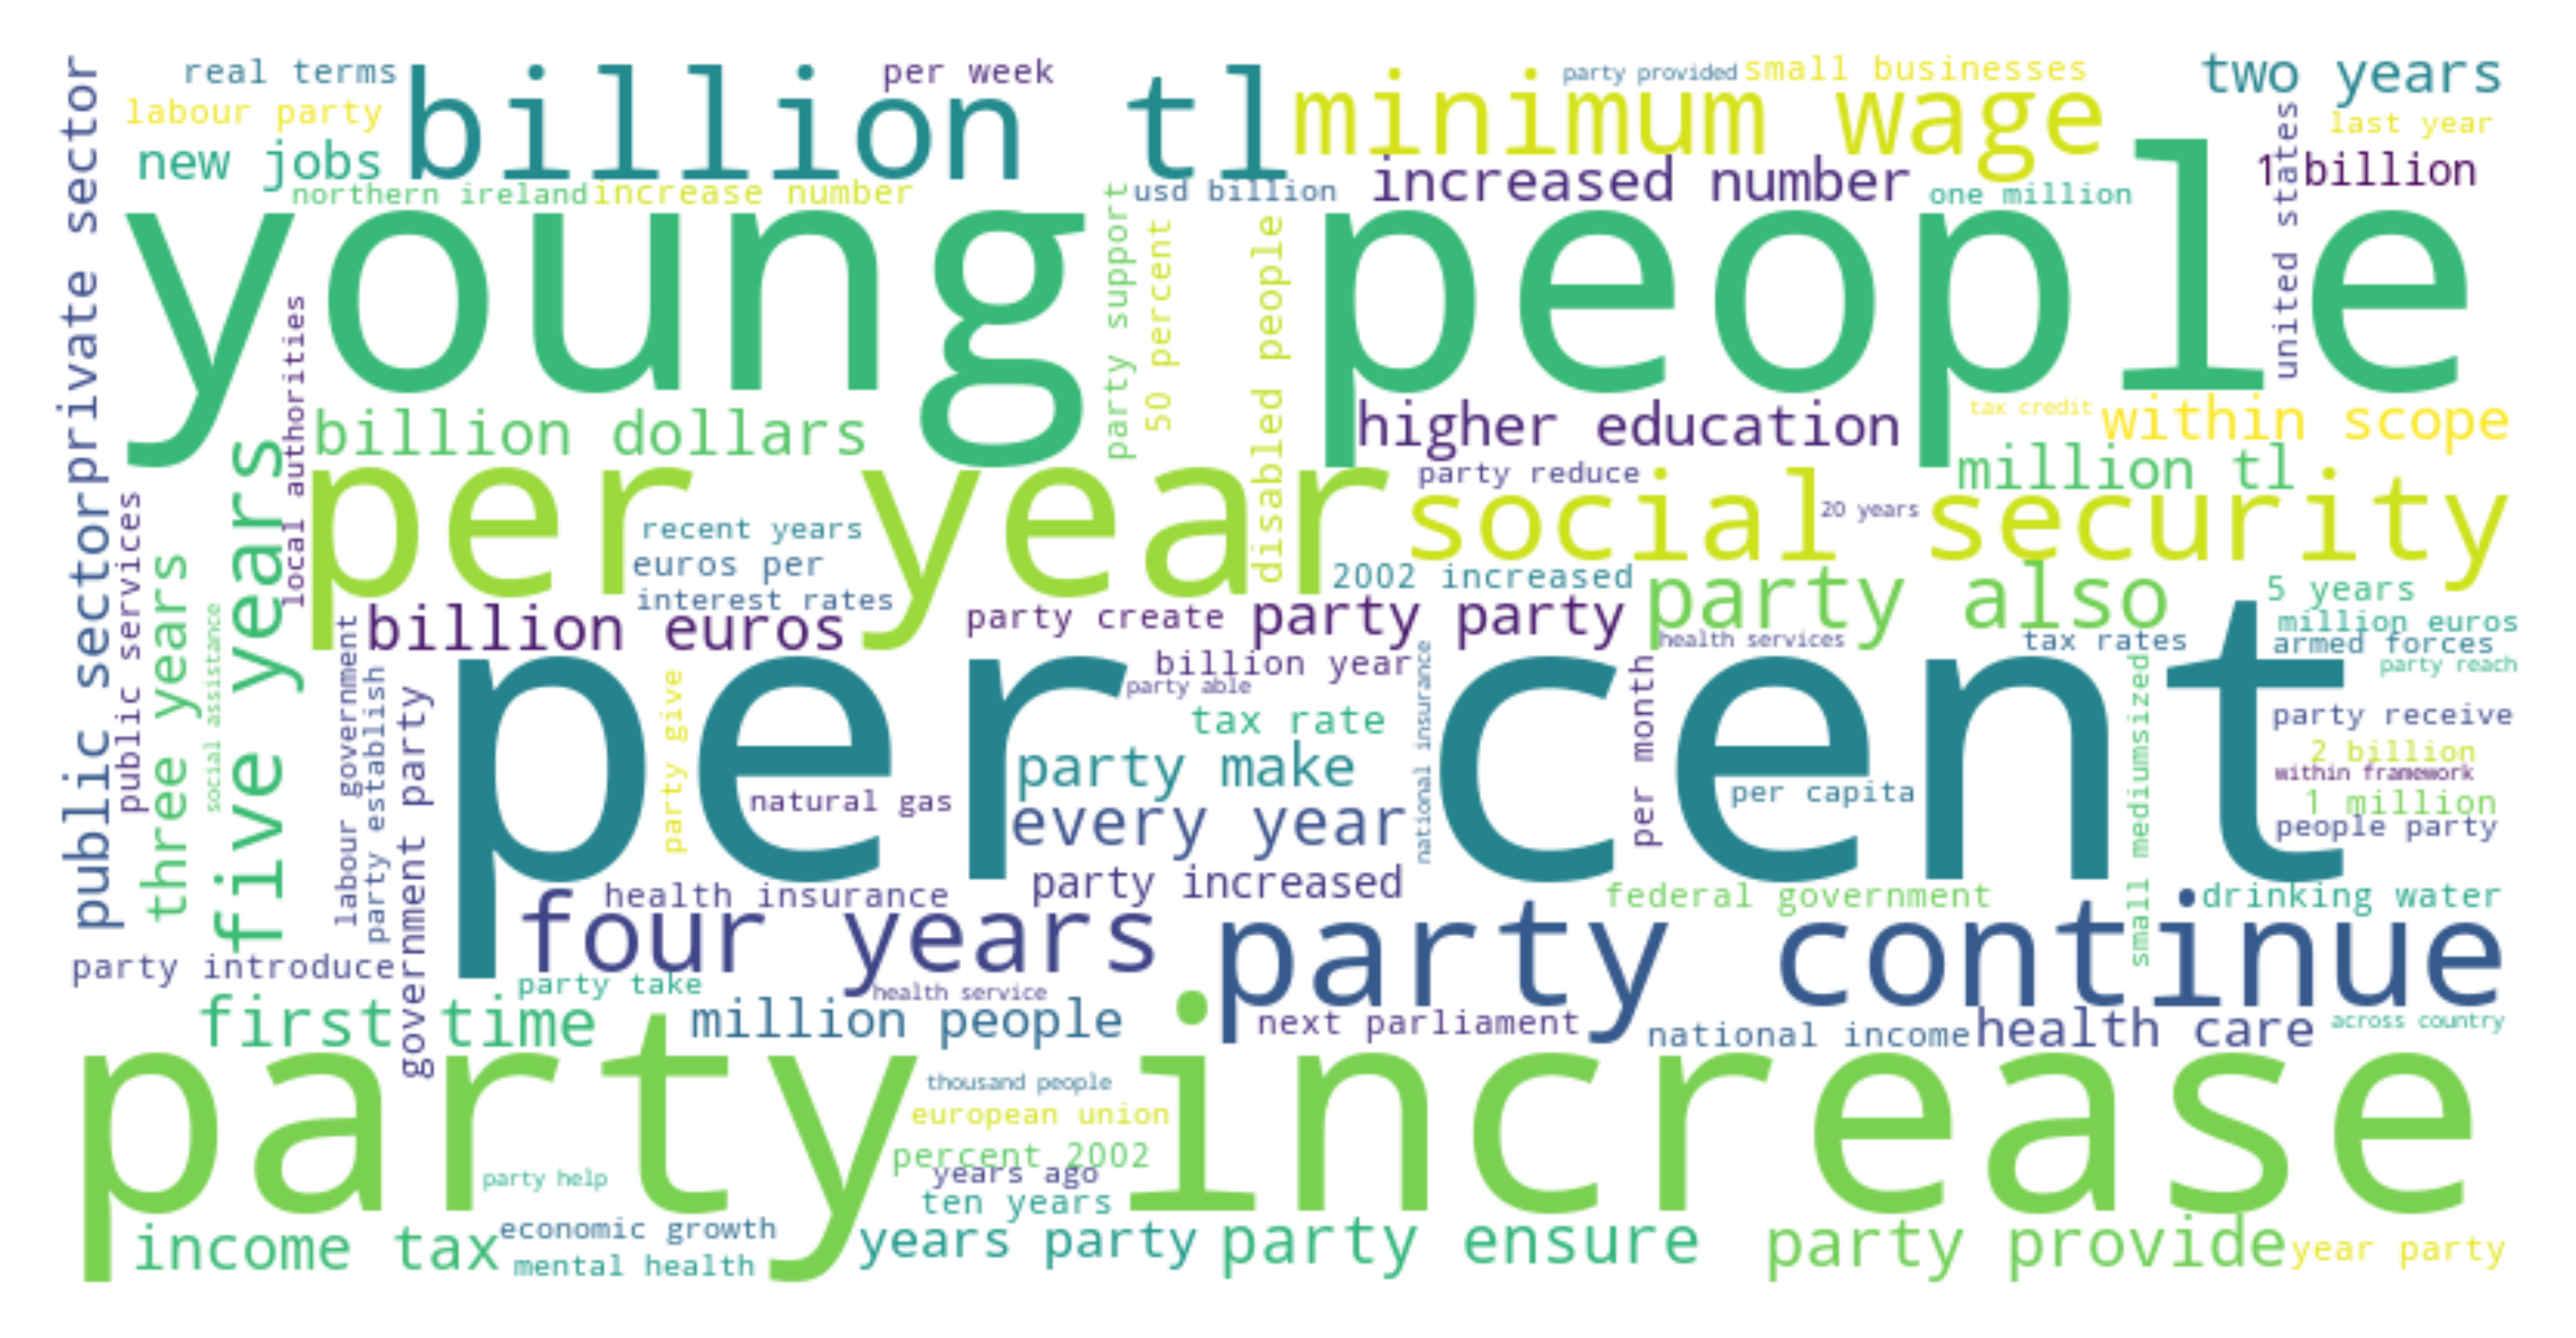 real terms
per week
party provided
small businesses
two years
billion tl
minimum wage
labour party
last year
new jobs
1 billion
increased number
northern ireland
increase number
usd billion
one million
private sector
united states
young people
party support
50 percent
disabled people
local authorities
billion dollars
higher education
tax credit
within scope
million tl
per year
party reduce
social security
20 years
five years
recent years
euros per
interest rates
2002 increased
party also
5 years
public sector
public services
three years
social assistance
billion euros
party create
party party
million euros
health services
tax rates
armed forces
labour government
party establish
government party
billion year
party reach
per cent
party give
party able
national insurance
per month
small mediumsized
tax rate
party receive
party make
2 billion
within framework
natural gas
per capita
1 million
every year
people party
party increased
health insurance
federal government
drinking water
four years
party continue
party introduce
party take
health service
first time
million people
next parliament
national income
health care
across country
party increase
thousand people
european union
percent 2002
years ago
party help
ten years
income tax
economic growth
years party
party ensure
party provide
year party
mental health